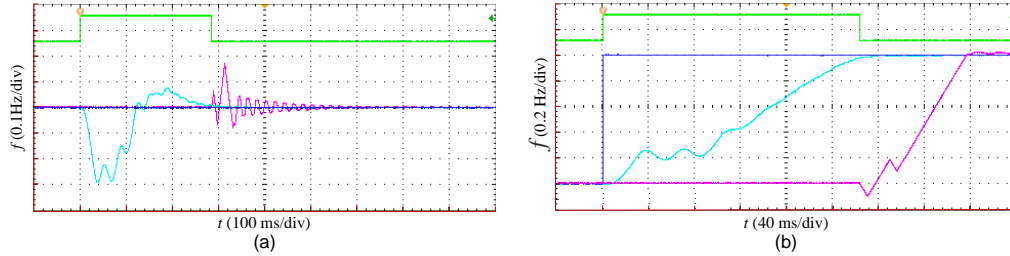 f (0.1Hz/div)
t (100 ms/div)
(a)
f (0.2 Hz/div)
t (40 ms/div)
(b)